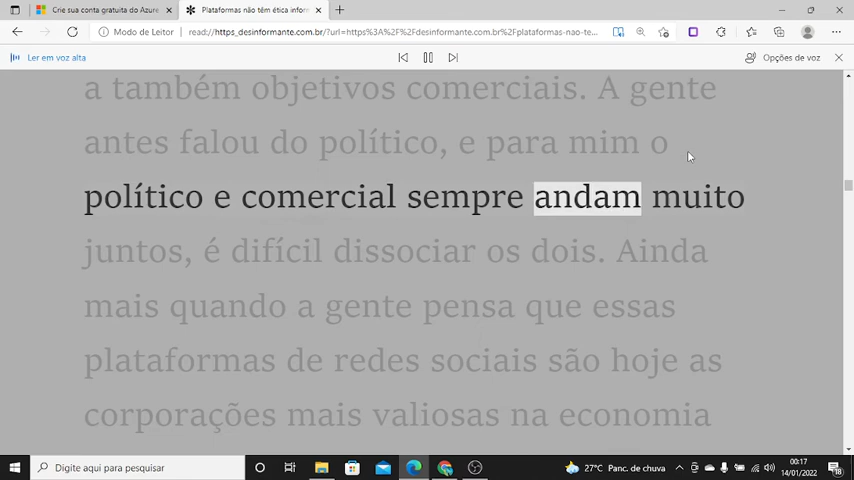 Crie sua conta gratuita do Azure
Plataformas não têm ética inform
Modo de Leitor
read://https_desinformante.com.br/?url=https%3A%2F%2Fdesinformante.com.br%2Fplataformas-nao-te...
Ler em voz alta
Opções de voz
a também objetivos comerciais. A gente
antes falou do político, e para mim o
político e comercial sempre andam muito
juntos, é difícil dissociar os dois. Ainda
mais quando a gente pensa que essas
plataformas de redes sociais são hoje as
corporações mais valiosas na economia
Digite aqui para pesquisar
27°C Panc. de chuva
00:17
14/01/2022
18